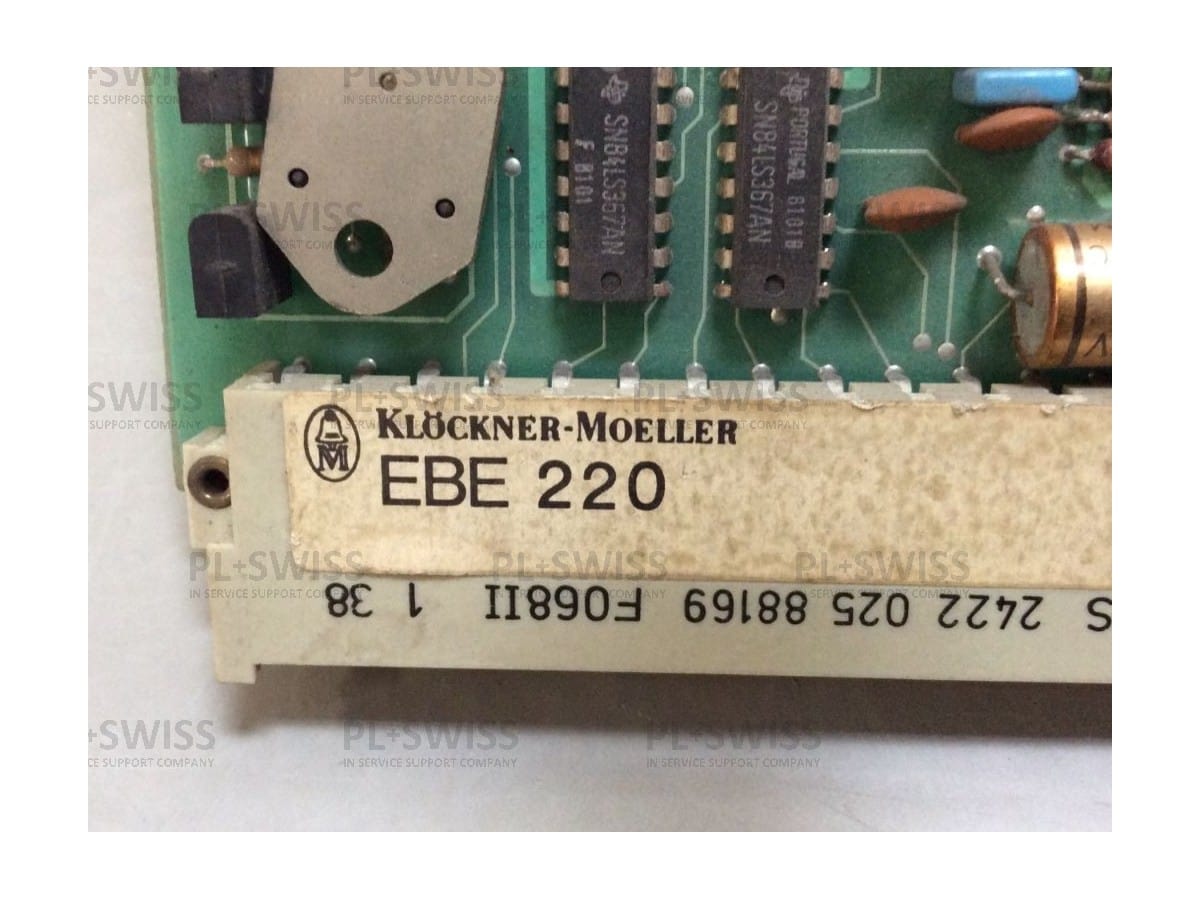 SN84LS367AN
F 8101
PORTUGAL 8101B
SN84LS367AN
KLÖCKNER-MOELLER
EBE 220
S 2422 025 88169 F068II 1 38
PL+SWISS
IN SERVICE SUPPORT COMPANY